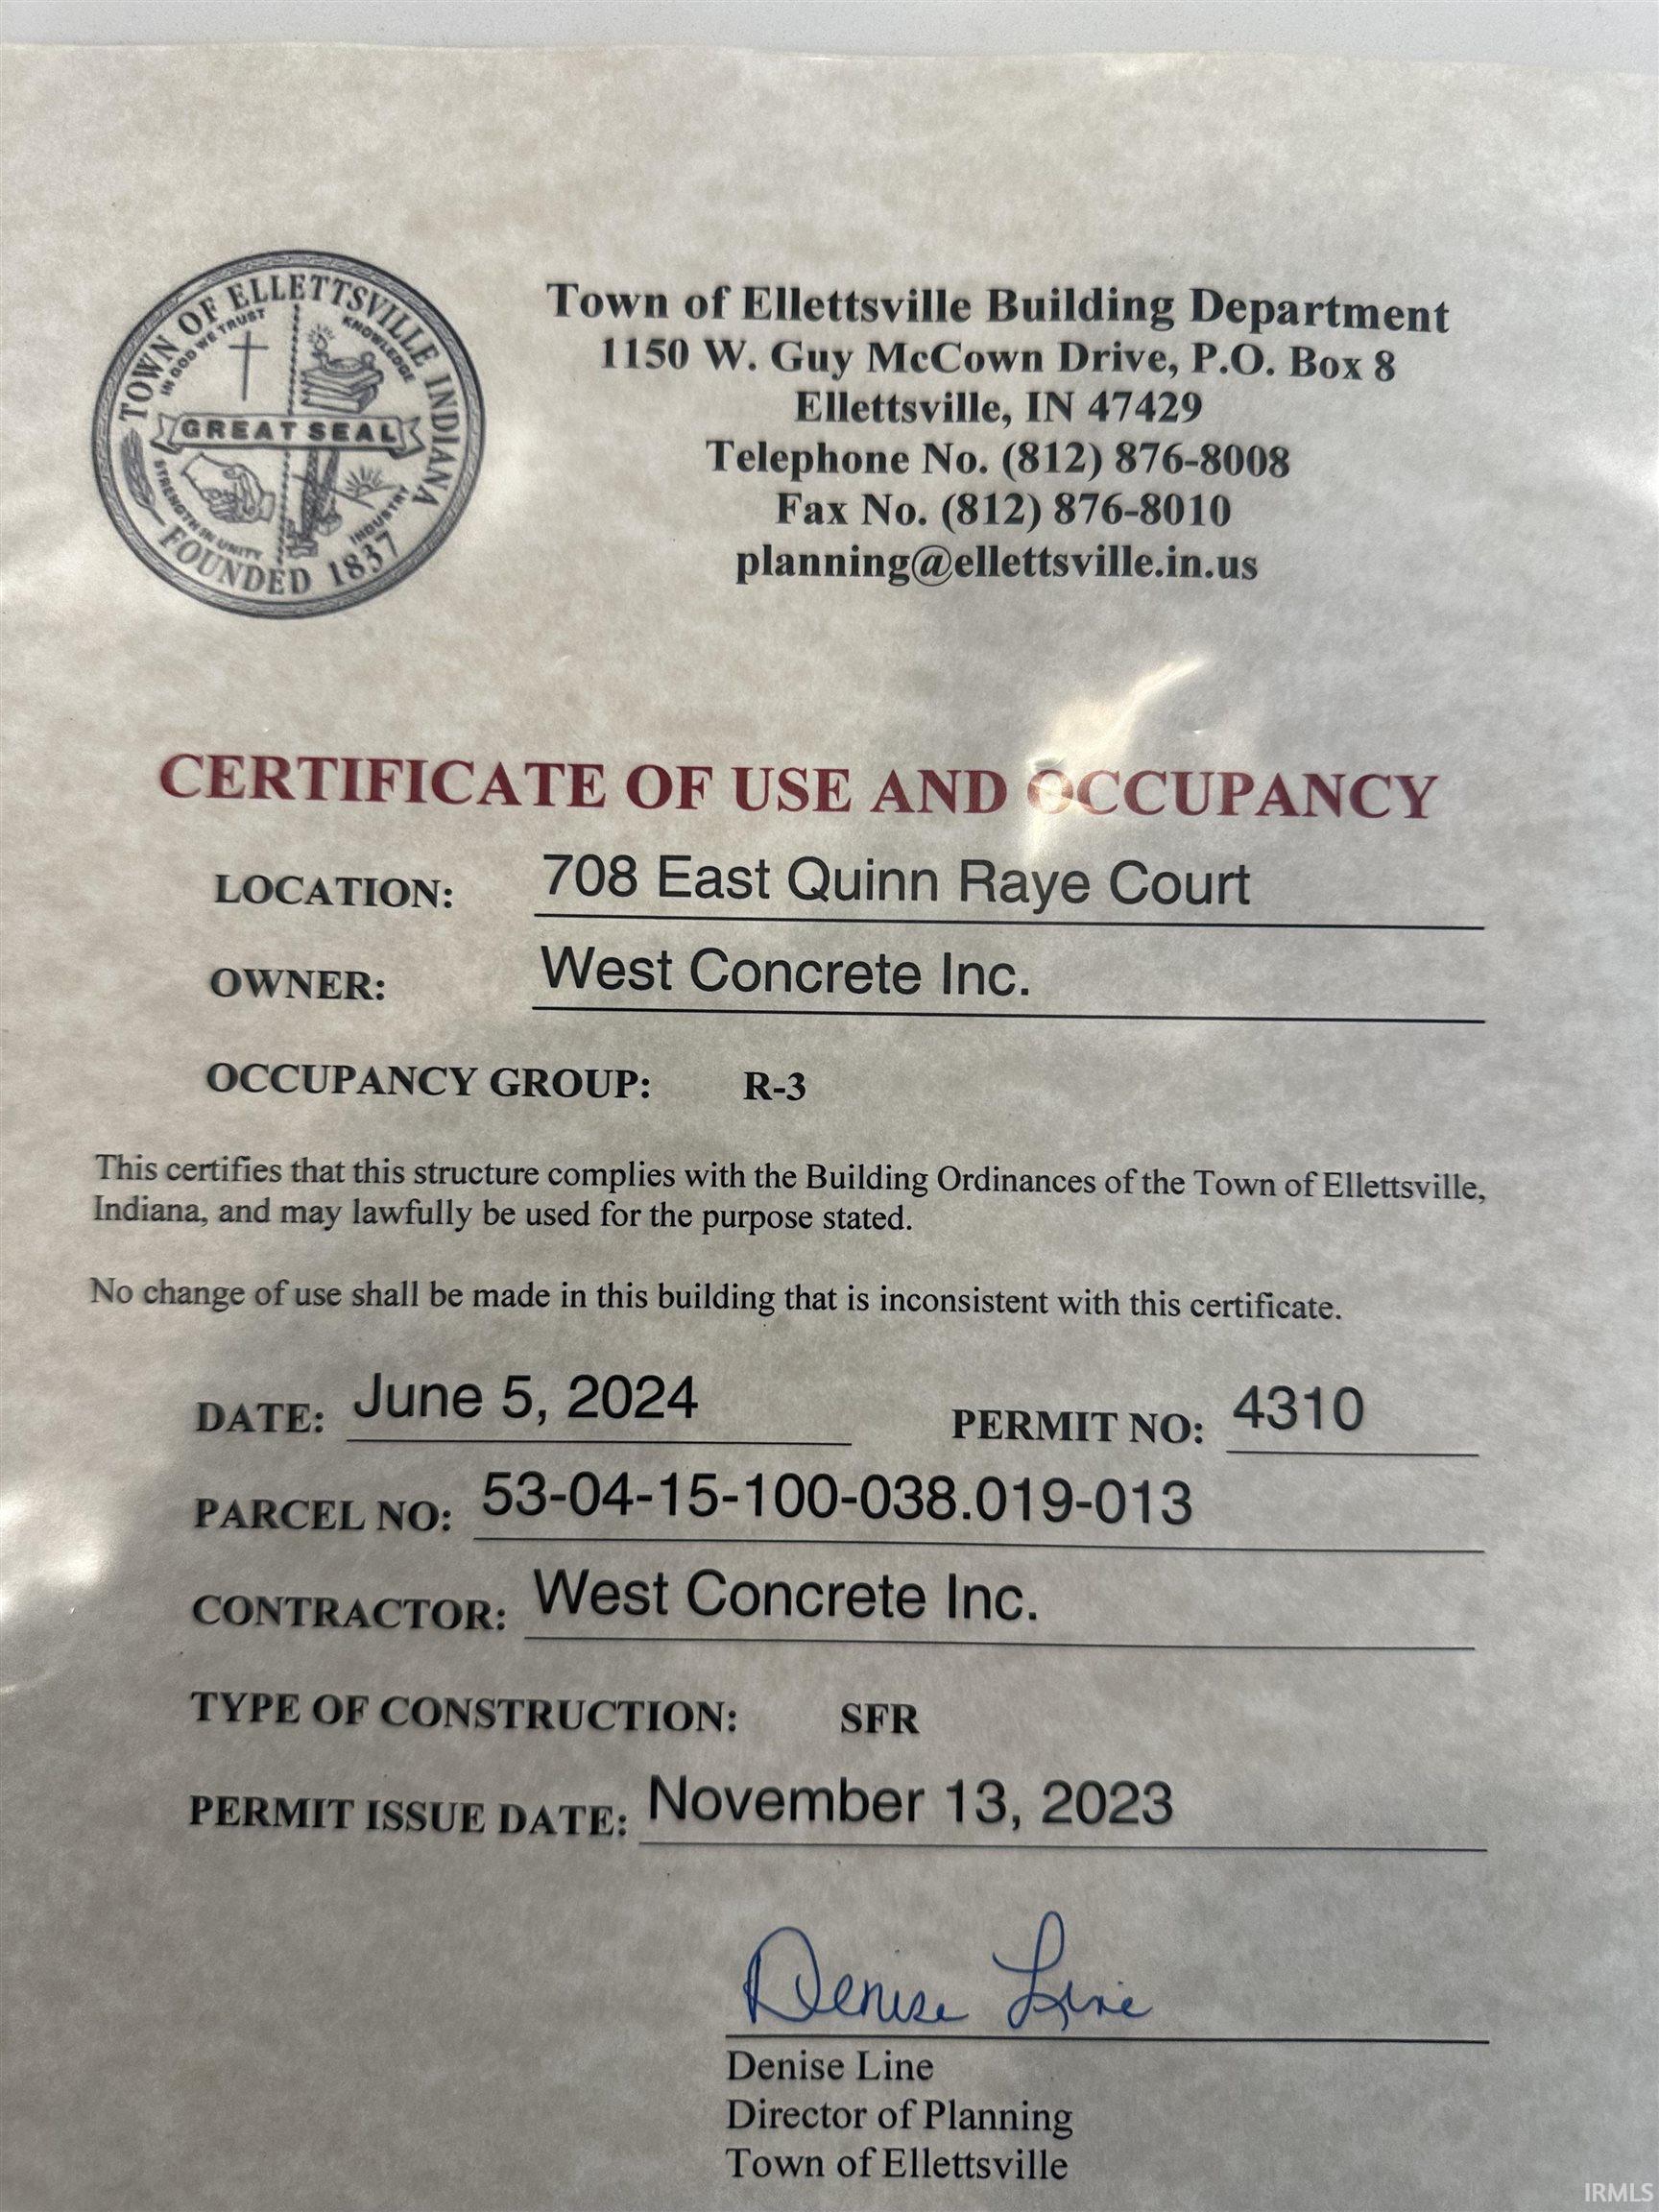 TOWN OF ELLETTSVILLE INDIANA
IN GOD WE TRUST
KNOWLEDGE
GREAT SEAL
STRENGTH IN UNITY
INDUSTRY
FOUNDED 1837
Town of Ellettsville Building Department
1150 W. Guy McCown Drive, P.O. Box 8
Ellettsville, IN 47429
Telephone No. (812) 876-8008
Fax No. (812) 876-8010
planning@ellettsville.in.us
CERTIFICATE OF USE AND OCCUPANCY
LOCATION: 708 East Quinn Raye Court
OWNER: West Concrete Inc.
OCCUPANCY GROUP: R-3
This certifies that this structure complies with the Building Ordinances of the Town of Ellettsville,
Indiana, and may lawfully be used for the purpose stated.
No change of use shall be made in this building that is inconsistent with this certificate.
DATE: June 5, 2024 PERMIT NO: 4310
PARCEL NO: 53-04-15-100-038.019-013
CONTRACTOR: West Concrete Inc.
TYPE OF CONSTRUCTION: SFR
PERMIT ISSUE DATE: November 13, 2023
Denise Line
Denise Line
Director of Planning
Town of Ellettsville
IRMLS